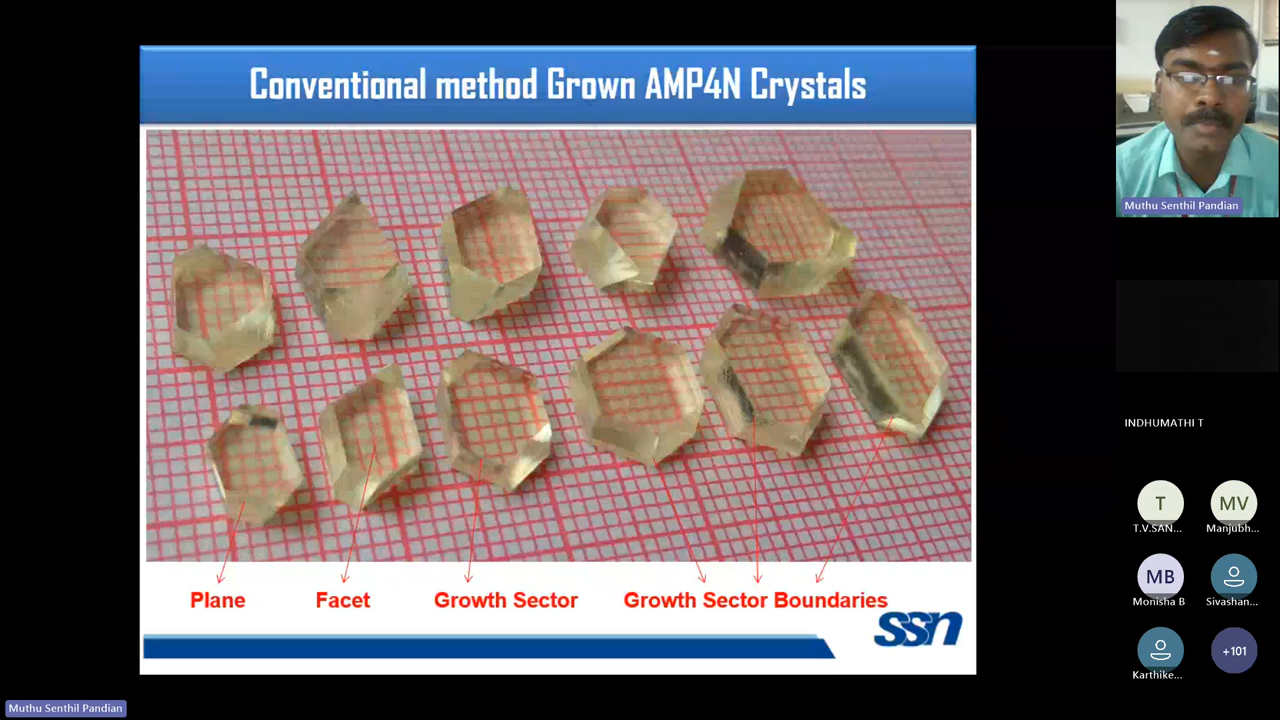 Conventional method Grown AMP4N Crystals
Plane
Facet
Growth Sector
Growth Sector Boundaries
ssn
Muthu Senthil Pandian
INDHUMATHI T
T
MV
T.V.SAN...
Manjubh...
MB
Monisha B
Sivashan...
Karthike...
+101
Muthu Senthil Pandian